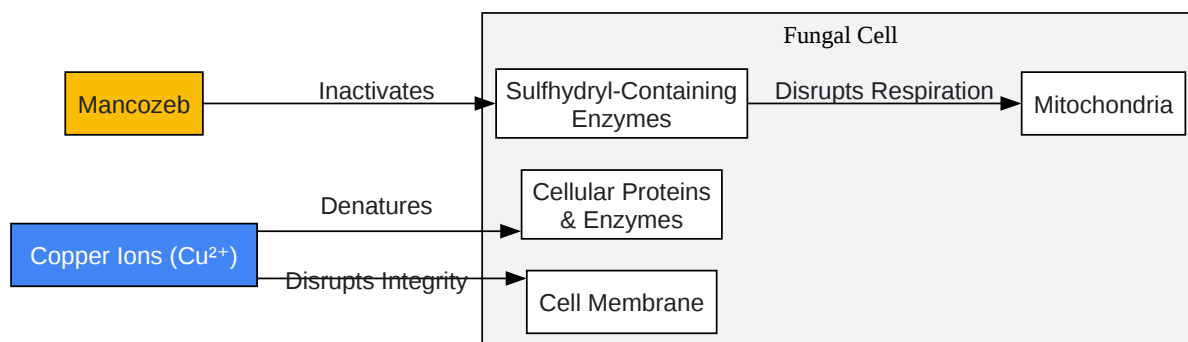 Fungal Cell
Mancozeb
Inactivates
Sulfhydryl-Containing
Enzymes
Disrupts Respiration
Mitochondria
Denatures
Cellular Proteins
& Enzymes
Copper Ions (Cu²⁺)
Disrupts Integrity
Cell Membrane